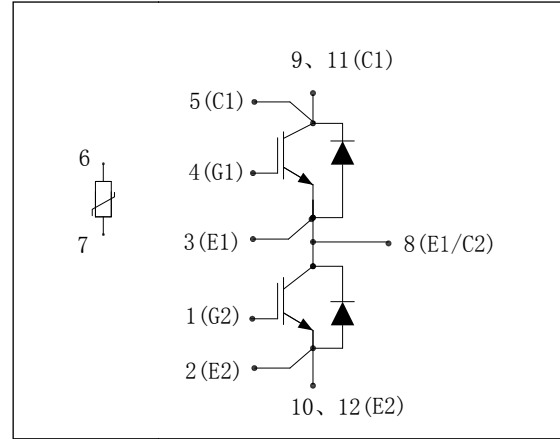 9、11(C1)
5(C1)
6
4(G1)
7
3(E1)
8(E1/C2)
1(G2)
2(E2)
10、12(E2)